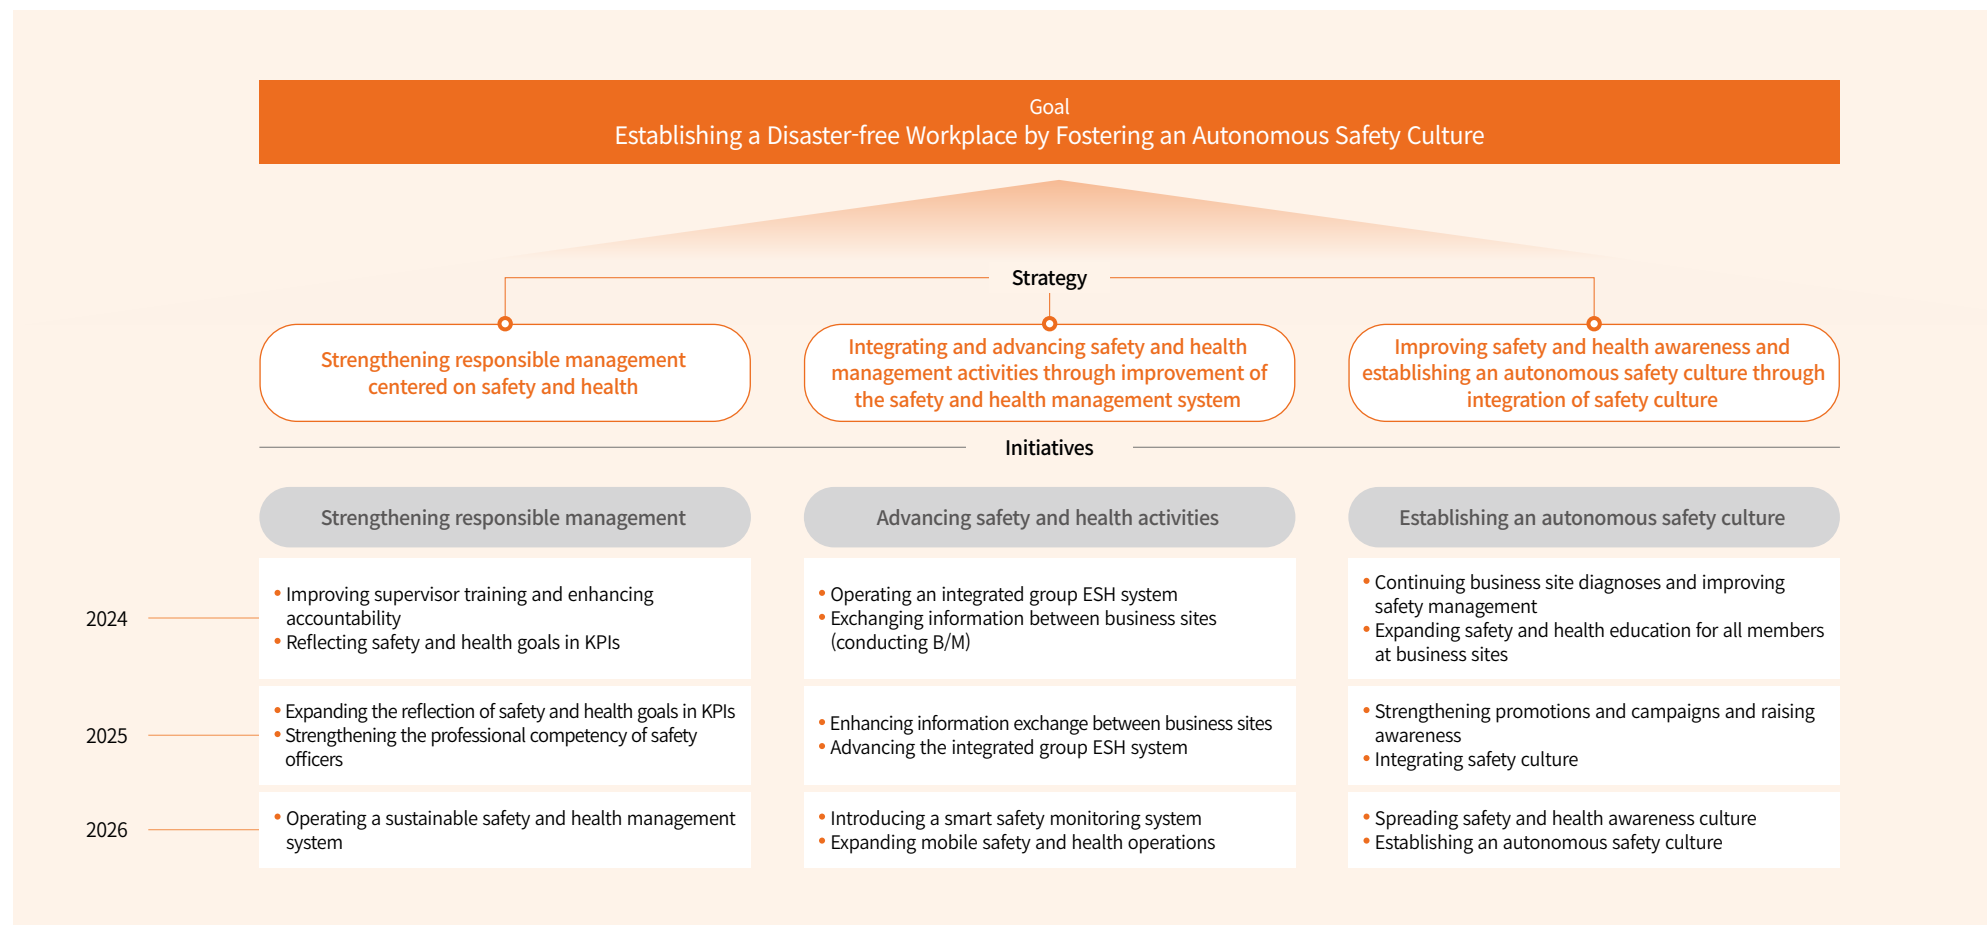 Goal
Establishing a Disaster-free Workplace by Fostering an Autonomous Safety Culture
Strategy
Strengthening responsible management
centered on safety and health
Integrating and advancing safety and health
management activities through improvement of
the safety and health management system
Improving safety and health awareness and
establishing an autonomous safety culture through
integration of safety culture
Initiatives
Strengthening responsible management
Advancing safety and health activities
Establishing an autonomous safety culture
2024
• Improving supervisor training and enhancing
accountability
• Reflecting safety and health goals in KPIs
• Operating an integrated group ESH system
• Exchanging information between business sites
(conducting B/M)
• Continuing business site diagnoses and improving
safety management
• Expanding safety and health education for all members
at business sites
2025
• Expanding the reflection of safety and health goals in KPIs
• Strengthening the professional competency of safety
officers
• Enhancing information exchange between business sites
• Advancing the integrated group ESH system
• Strengthening promotions and campaigns and raising
awareness
• Integrating safety culture
2026
• Operating a sustainable safety and health management
system
• Introducing a smart safety monitoring system
• Expanding mobile safety and health operations
• Spreading safety and health awareness culture
• Establishing an autonomous safety culture